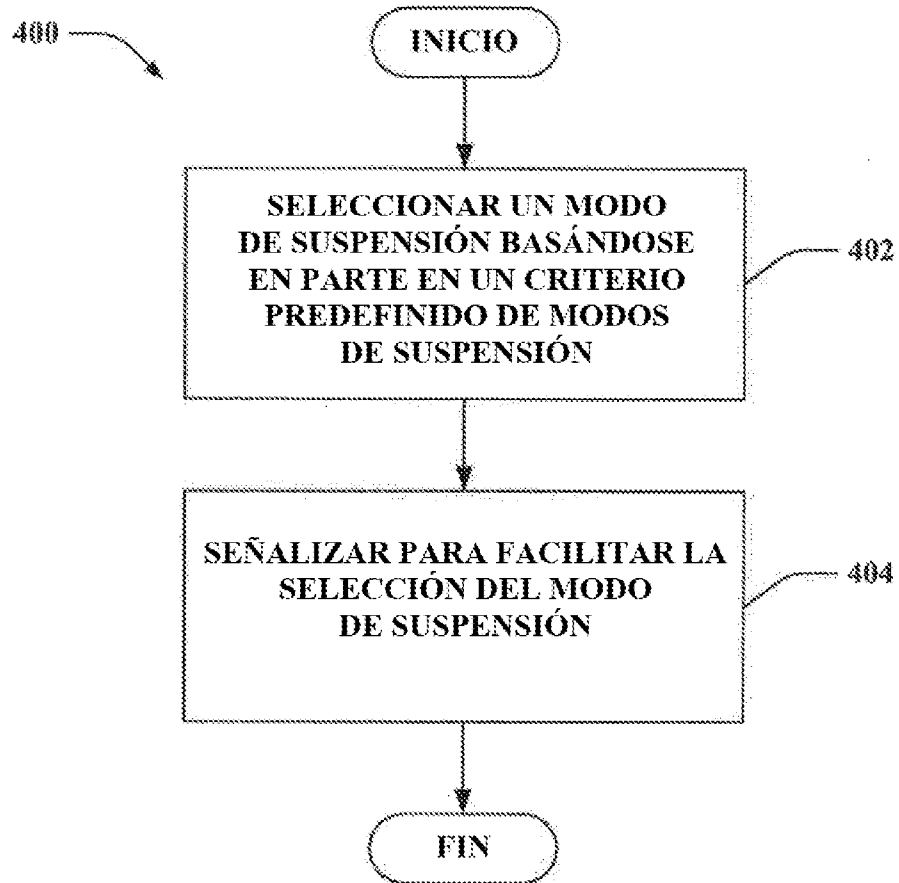 400
INICIO
SELECCIONAR UN MODO
DE SUSPENSIÓN BASÁNDOSE
EN PARTE EN UN CRITERIO
PREDEFINIDO DE MODOS
DE SUSPENSIÓN
402
SEÑALIZAR PARA FACILITAR LA
SELECCIÓN DEL MODO
DE SUSPENSIÓN
404
FIN